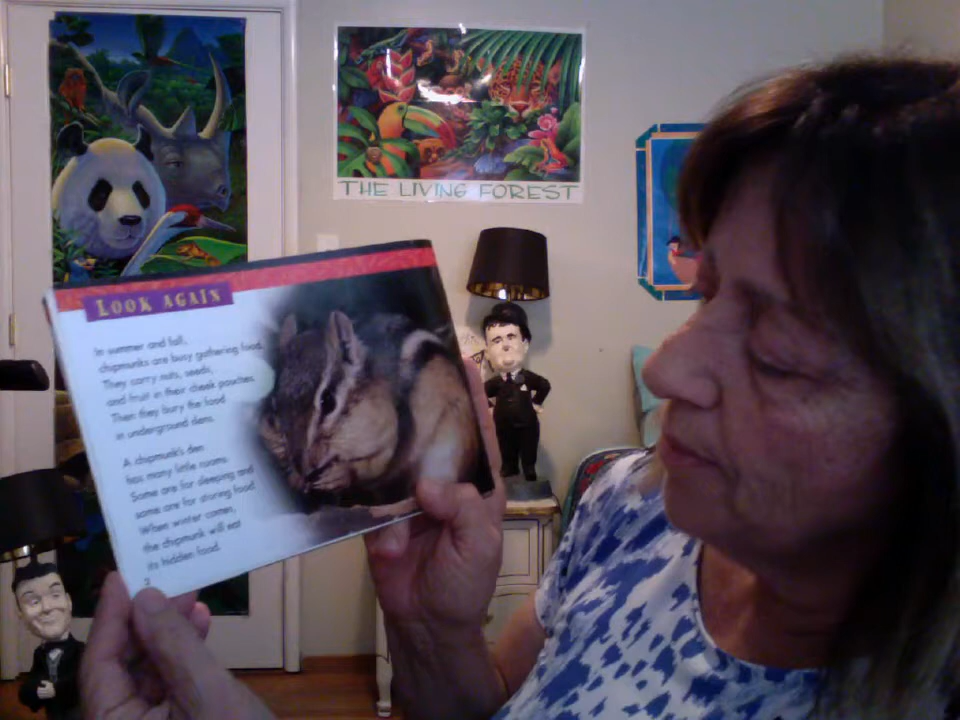 THE LIVING FOREST
LOOK AGAIN
In summer and fall,
chipmunks are busy gathering food.
They carry nuts, seeds,
and fruit in their cheek pouches.
Then they bury the food
in underground dens.
A chipmunk's den
has many little rooms.
Some are for sleeping and
some are for storing food.
When winter comes,
the chipmunk will eat
its hidden food.
2